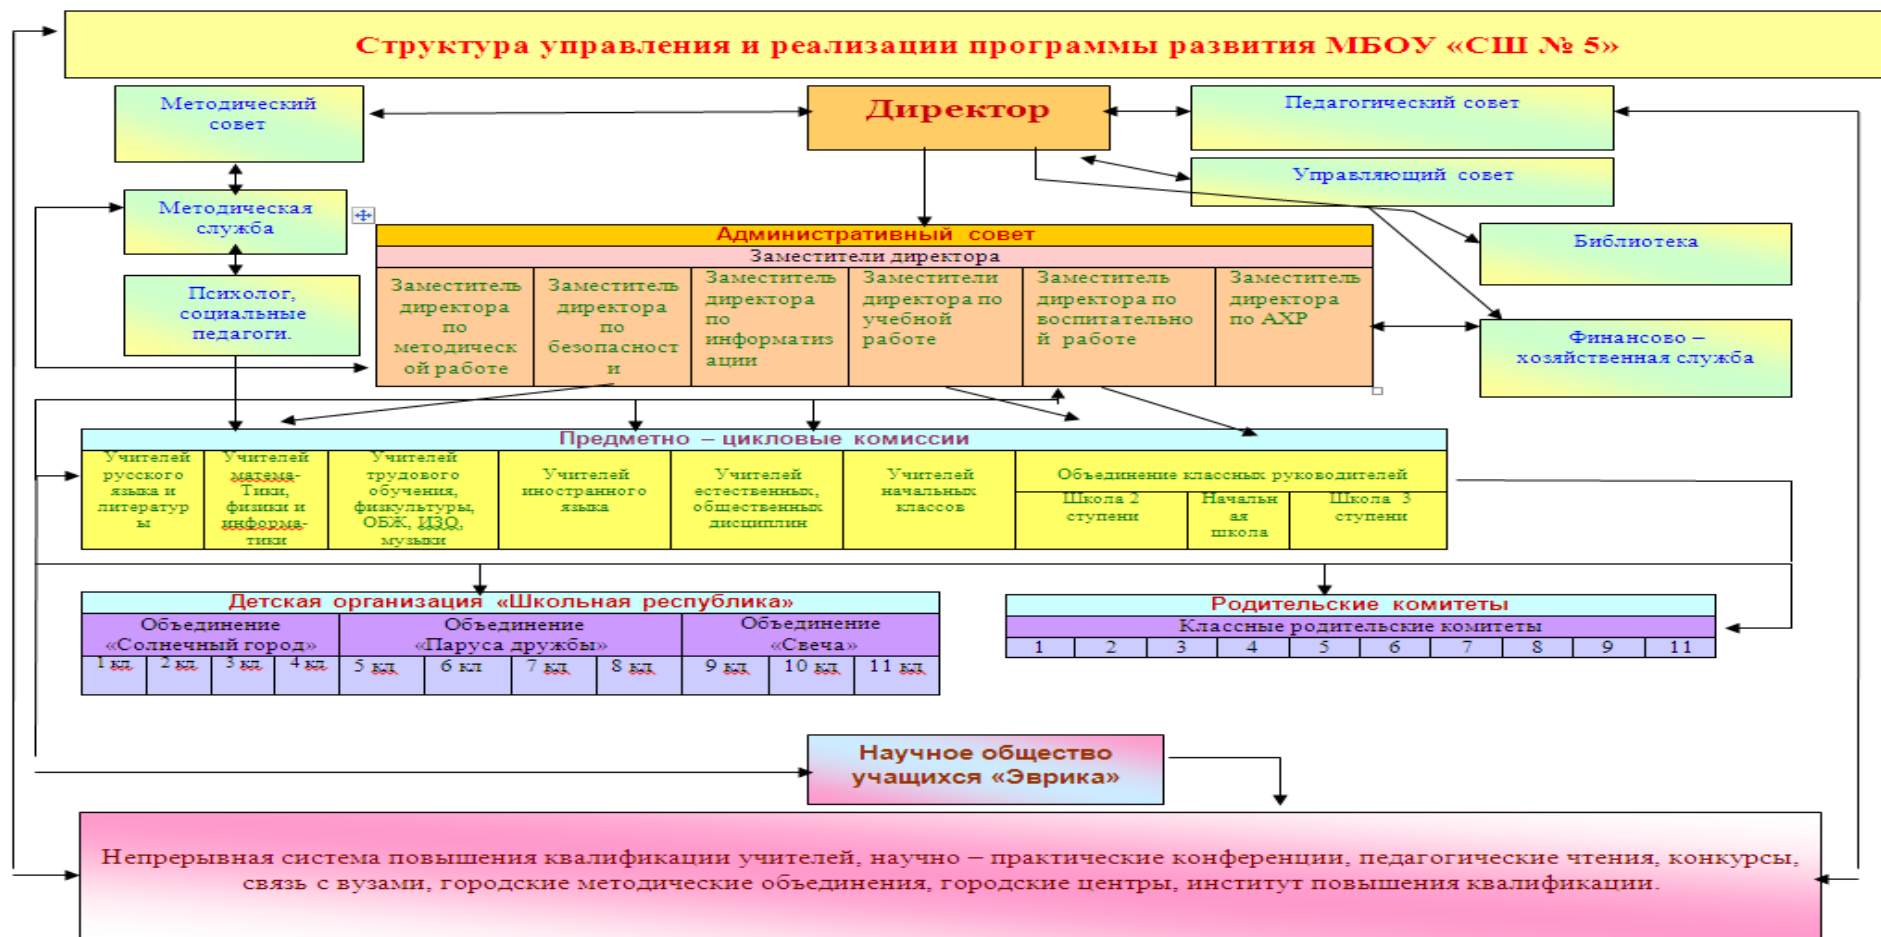 Структура управления и реализации программы развития МБОУ «СШ № 5»
Методический
совет
Директор
Педагогический совет
Управляющий совет
Методическая
служба
Библиотека
Психолог,
социальные
педагоги.
Финансово –
хозяйственная служба
Административный совет
Заместители директора
Заместитель
директора
по
методическ
ой работе
Заместитель
директора
по
безопасност
и
Заместитель
директора
по
информатиз
ации
Заместители
директора по
учебной
работе
Заместитель
директора по
воспитательно
й работе
Заместитель
директора
по АХР
Предметно – цикловые комиссии
Учителей
русского
языка и
литератур
ы
Учителей
матема-
Тики,
физики и
информа-
тики
Учителей
трудового
обучения,
физкультуры,
ОБЖ, ИЗО,
музыки
Учителей
иностранного
языка
Учителей
естественных,
общественных
дисциплин
Учителей
начальных
классов
Объединение классных руководителей
Школа 2
ступени
Начальн
ая
школа
Школа 3
ступени
Детская организация «Школьная республика»
Объединение
«Солнечный город»
Объединение
«Паруса дружбы»
Объединение
«Свеча»
1 кл 2 кл 3 кл 4 кл 5 кл 6 кл 7 кл 8 кл 9 кл 10 кл 11 кл
Родительские комитеты
Классные родительские комитеты
1 2 3 4 5 6 7 8 9 11
Научное общество
учащихся «Эврика»
Непрерывная система повышения квалификации учителей, научно – практические конференции, педагогические чтения, конкурсы,
связь с вузами, городские методические объединения, городские центры, институт повышения квалификации.